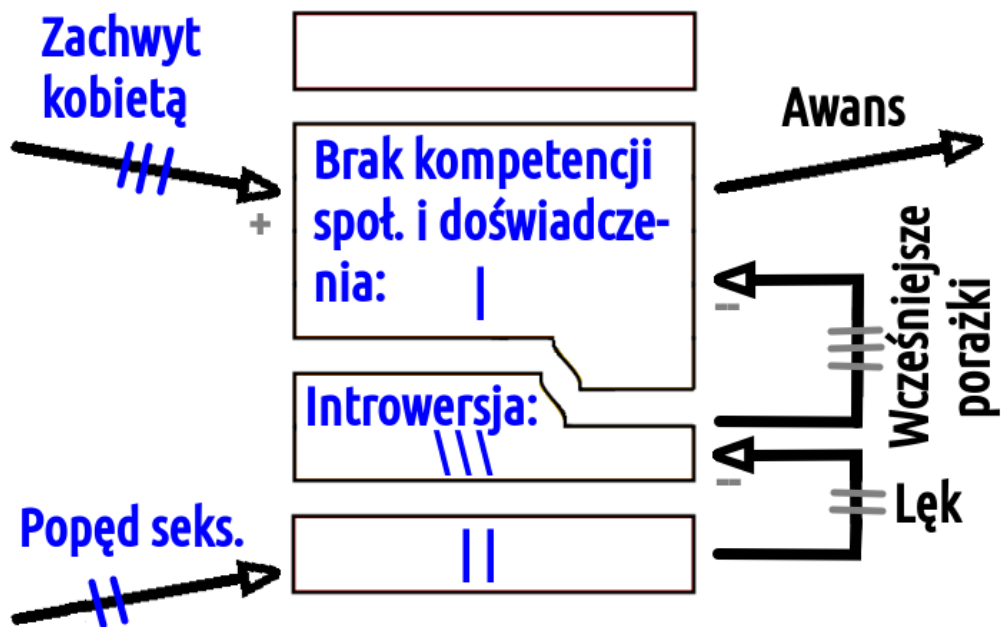 Zachwyt
kobietą
+
Brak kompetencji
społ. i doświadcze-
nia: |
Awans
--
Wcześniejsze
porażki
Introwersja:
\\\
--
Lęk
Popęd seks.
||